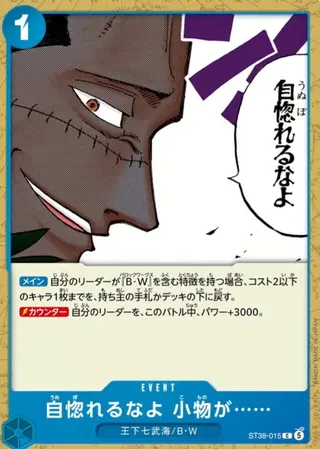 1
自惚れるなよ
うぬぼ
メイン 自分のリーダーが『B・W』を含む特徴を持つ場合、コスト2以下
のキャラ1枚までを、持ち主の手札かデッキの下に戻す。
カウンター 自分のリーダーを、このバトル中、パワー+3000。
EVENT
自惚れるなよ 小物が……
王下七武海/B・W
ST38-015 C 5
BANDAI MADE IN JAPAN